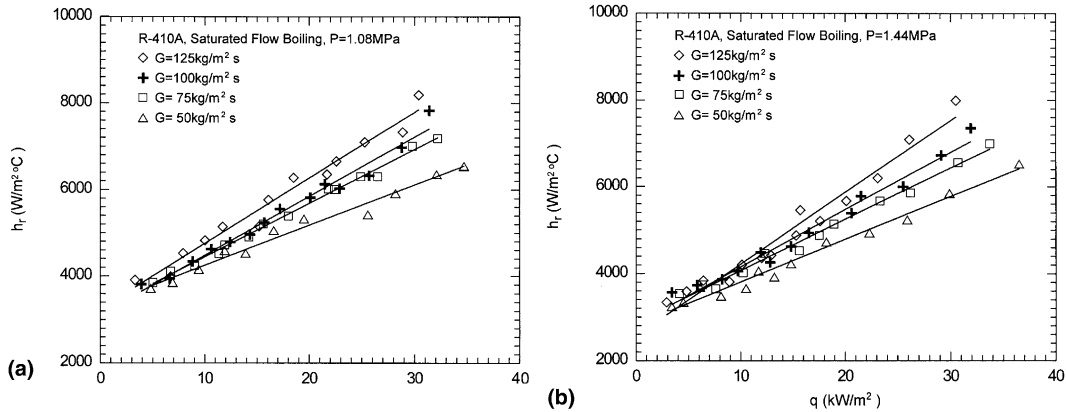 10000
8000
6000
4000
2000
h_r (W/m²°C)
R-410A, Saturated Flow Boiling, P=1.08MPa
G=125kg/m² s
G=100kg/m² s
G= 75kg/m² s
G= 50kg/m² s
0 10 20 30 40
(a)
10000
8000
6000
4000
2000
h_r (W/m²°C)
R-410A, Saturated Flow Boiling, P=1.44MPa
G=125kg/m² s
G=100kg/m² s
G= 75kg/m² s
G= 50kg/m² s
0 10 20 30 40
q (kW/m²)
(b)